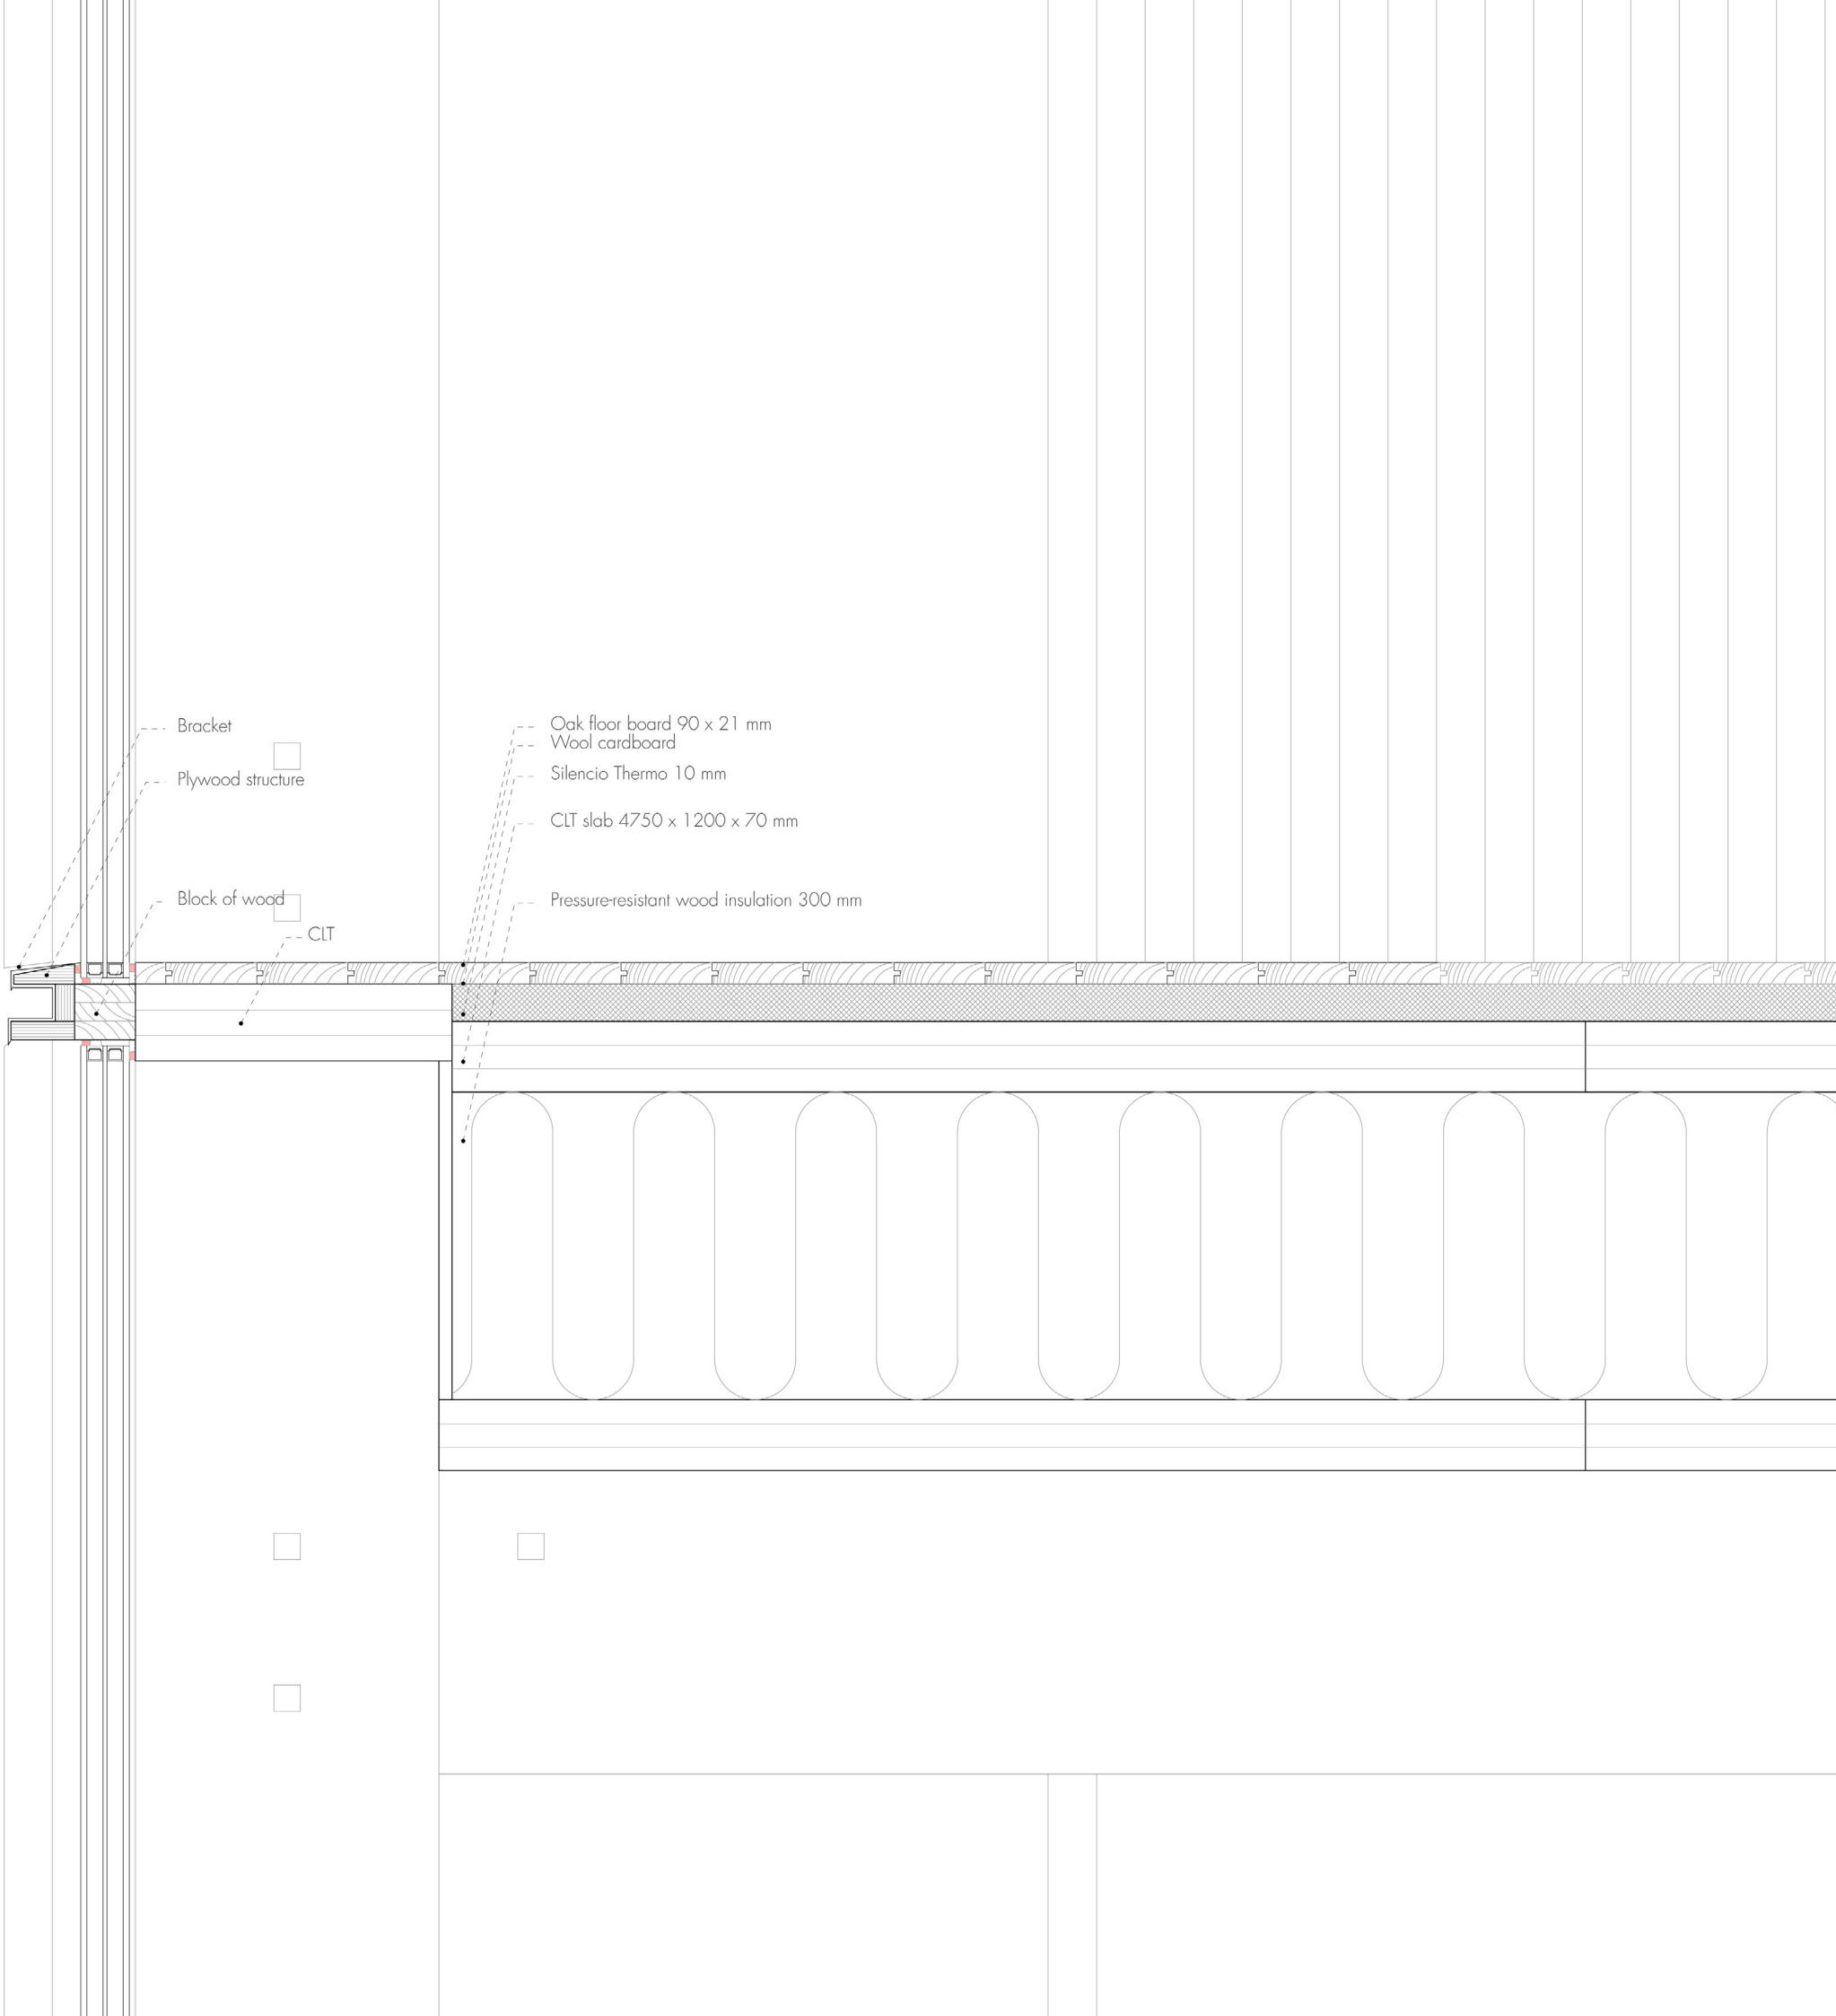 Bracket
Plywood structure
Block of wood
CLT
Oak floor board 90 x 21 mm
Wool cardboard
Silencio Thermo 10 mm
CLT slab 4750 x 1200 x 70 mm
Pressure-resistant wood insulation 300 mm